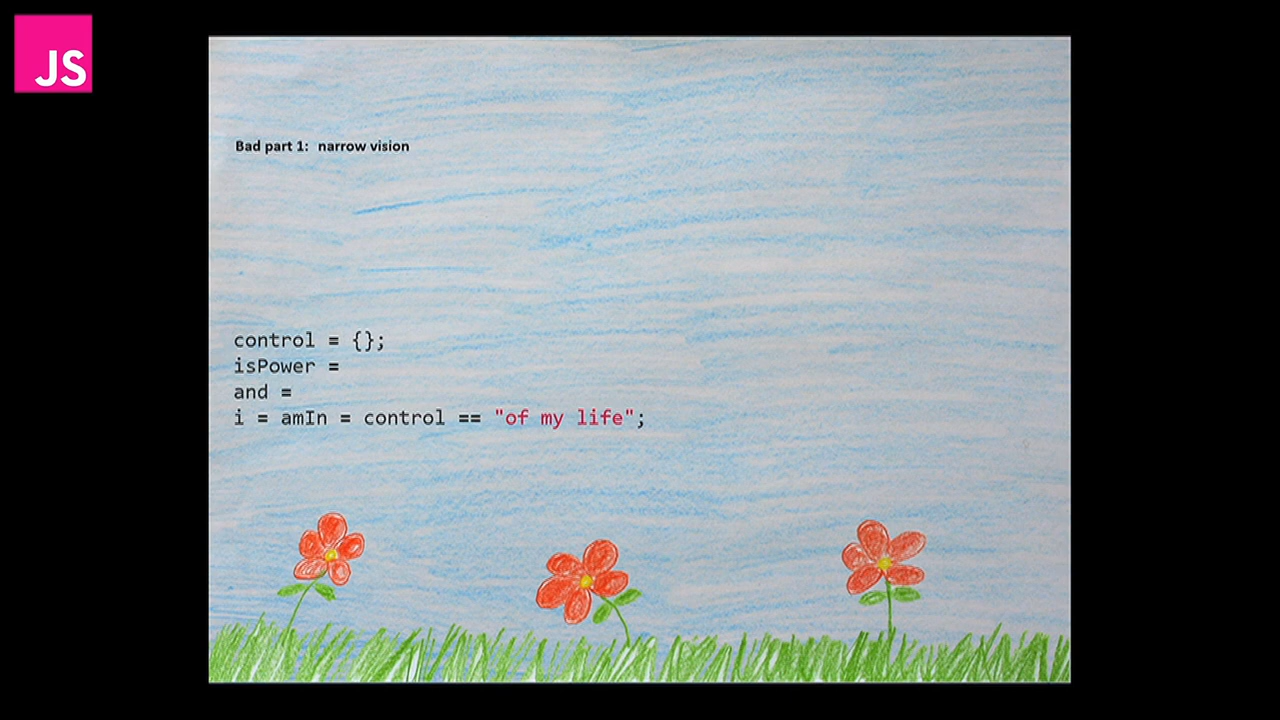 JS
Bad part 1: narrow vision
control = {};
isPower =
and =
i = amIn = control == "of my life";